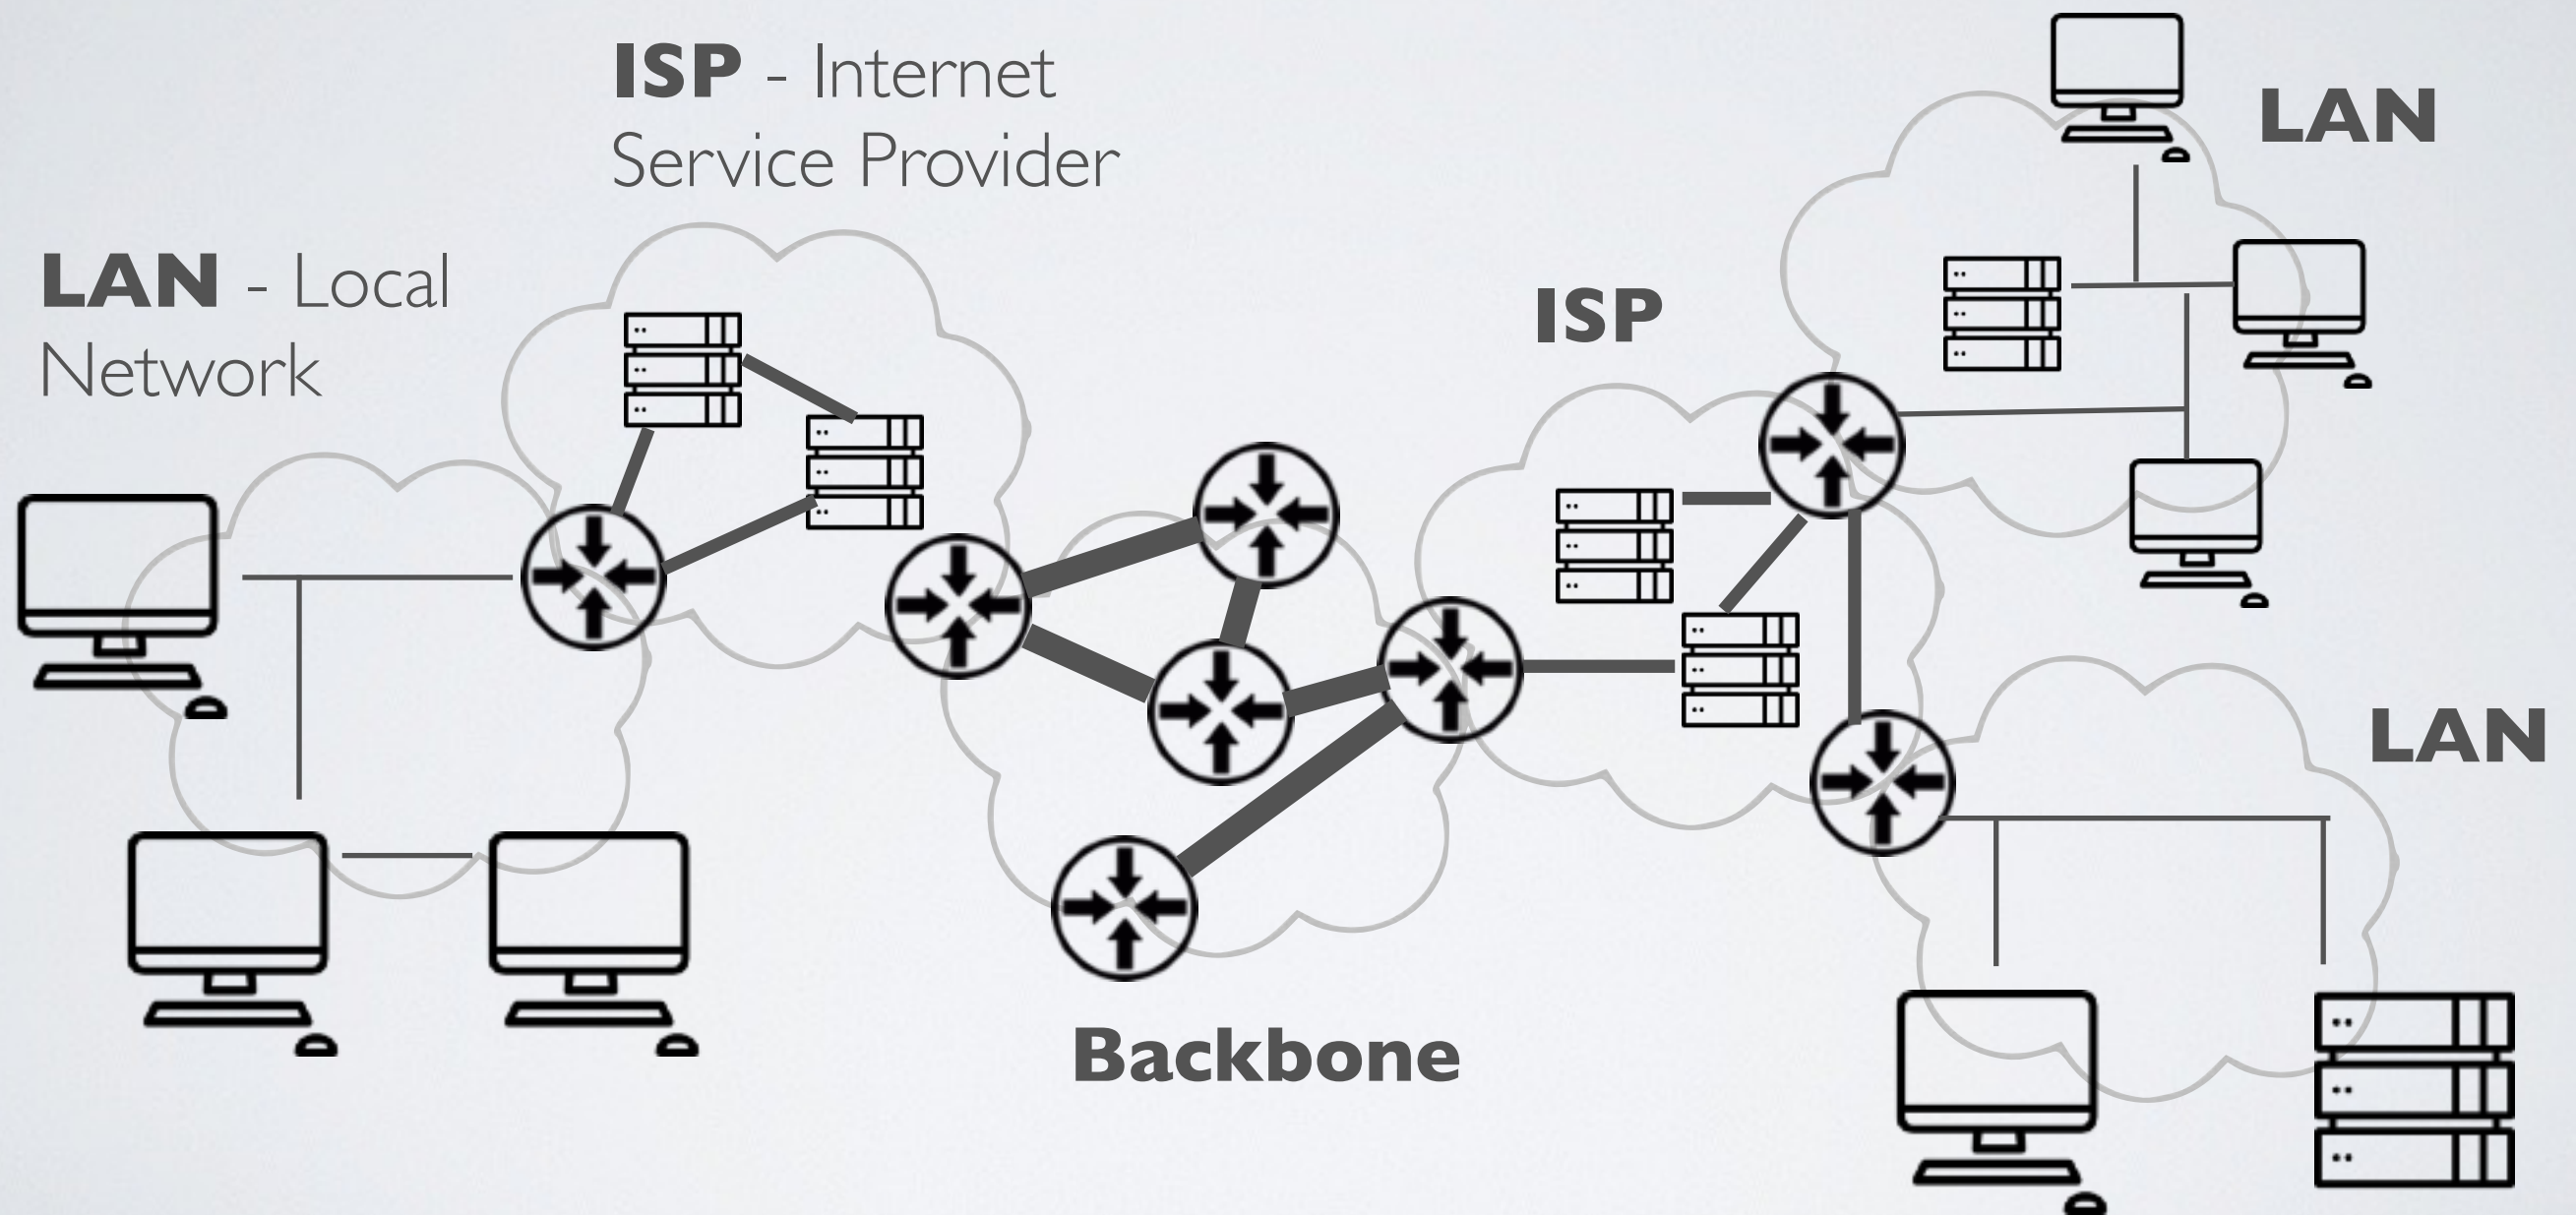 ISP - Internet
Service Provider
LAN
LAN - Local
Network
ISP
LAN
Backbone